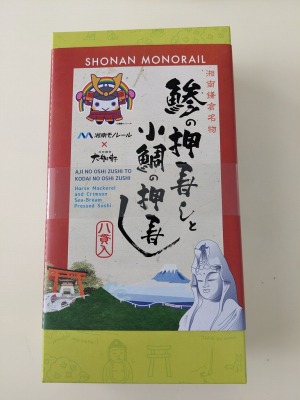 SHONAN MONORAIL
湘南鎌倉名物
鯵の押寿しと
小鯛の押寿し
湘南モノレール
×
大船軒
AJI NO OSHI ZUSHI TO
KODAI NO OSHI ZUSHI
Horse Mackerel
and Crimson
Sea-Bream
Pressed Sushi
八貫入